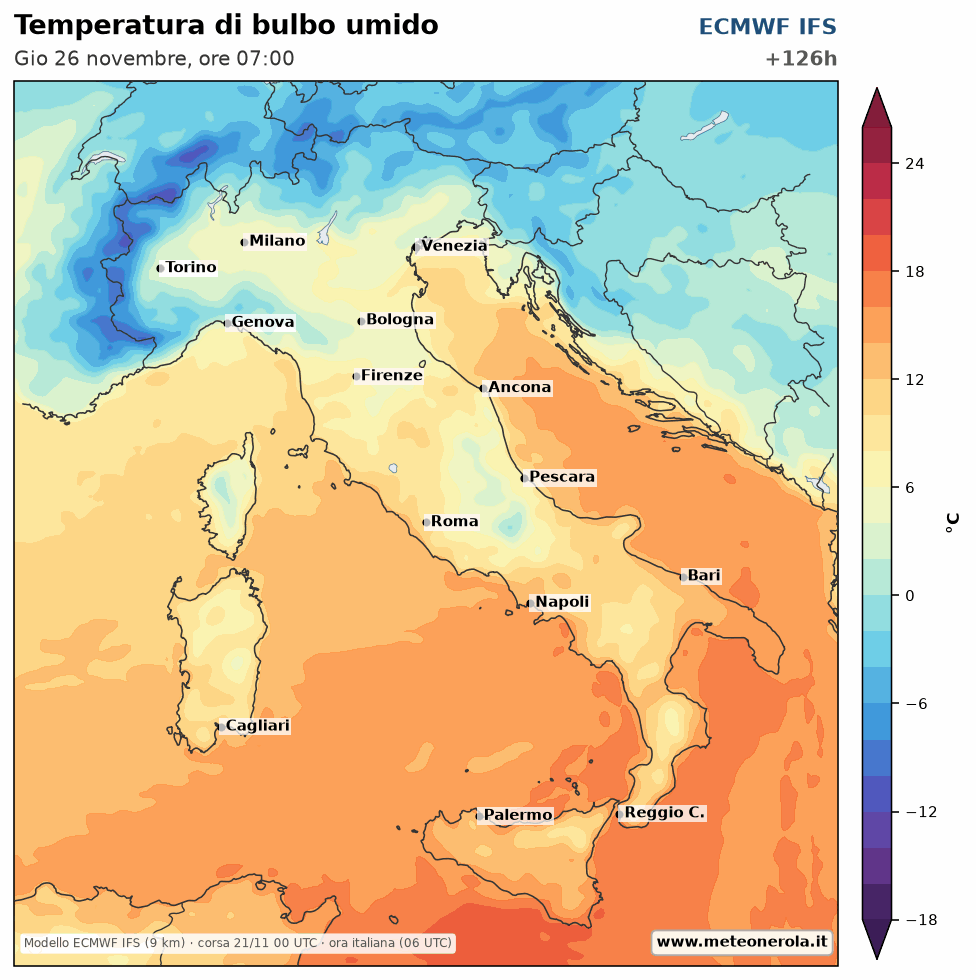 Temperatura di bulbo umido
ECMWF IFS
Gio 26 novembre, ore 07:00
+126h
Milano
Venezia
Torino
Genova
Bologna
Firenze
Ancona
Pescara
Roma
Bari
Napoli
Cagliari
Palermo
Reggio C.
24
18
12
6
0
−6
−12
−18
°C
Modello ECMWF IFS (9 km) · corsa 21/11 00 UTC · ora italiana (06 UTC)
www.meteonerola.it